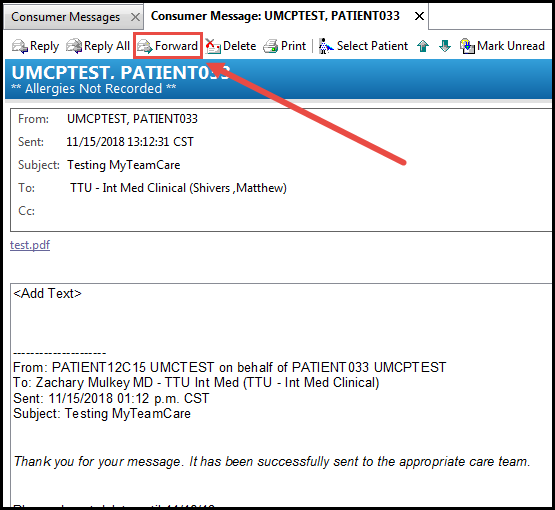 Consumer Messages × Consumer Message: UMCPTEST, PATIENT033 ×
Reply Reply All Forward Delete Print Select Patient Mark Unread
UMCPTEST. PATIENT033
** Allergies Not Recorded **
From: UMCPTEST, PATIENT033
Sent: 11/15/2018 13:12:31 CST
Subject: Testing MyTeamCare
To: TTU - Int Med Clinical (Shivers ,Matthew)
Cc:
test.pdf
<Add Text>
---------------------
From: PATIENT12C15 UMCTEST on behalf of PATIENT033 UMCPTEST
To: Zachary Mulkey MD - TTU Int Med (TTU - Int Med Clinical)
Sent: 11/15/2018 01:12 p.m. CST
Subject: Testing MyTeamCare
Thank you for your message. It has been successfully sent to the appropriate care team.